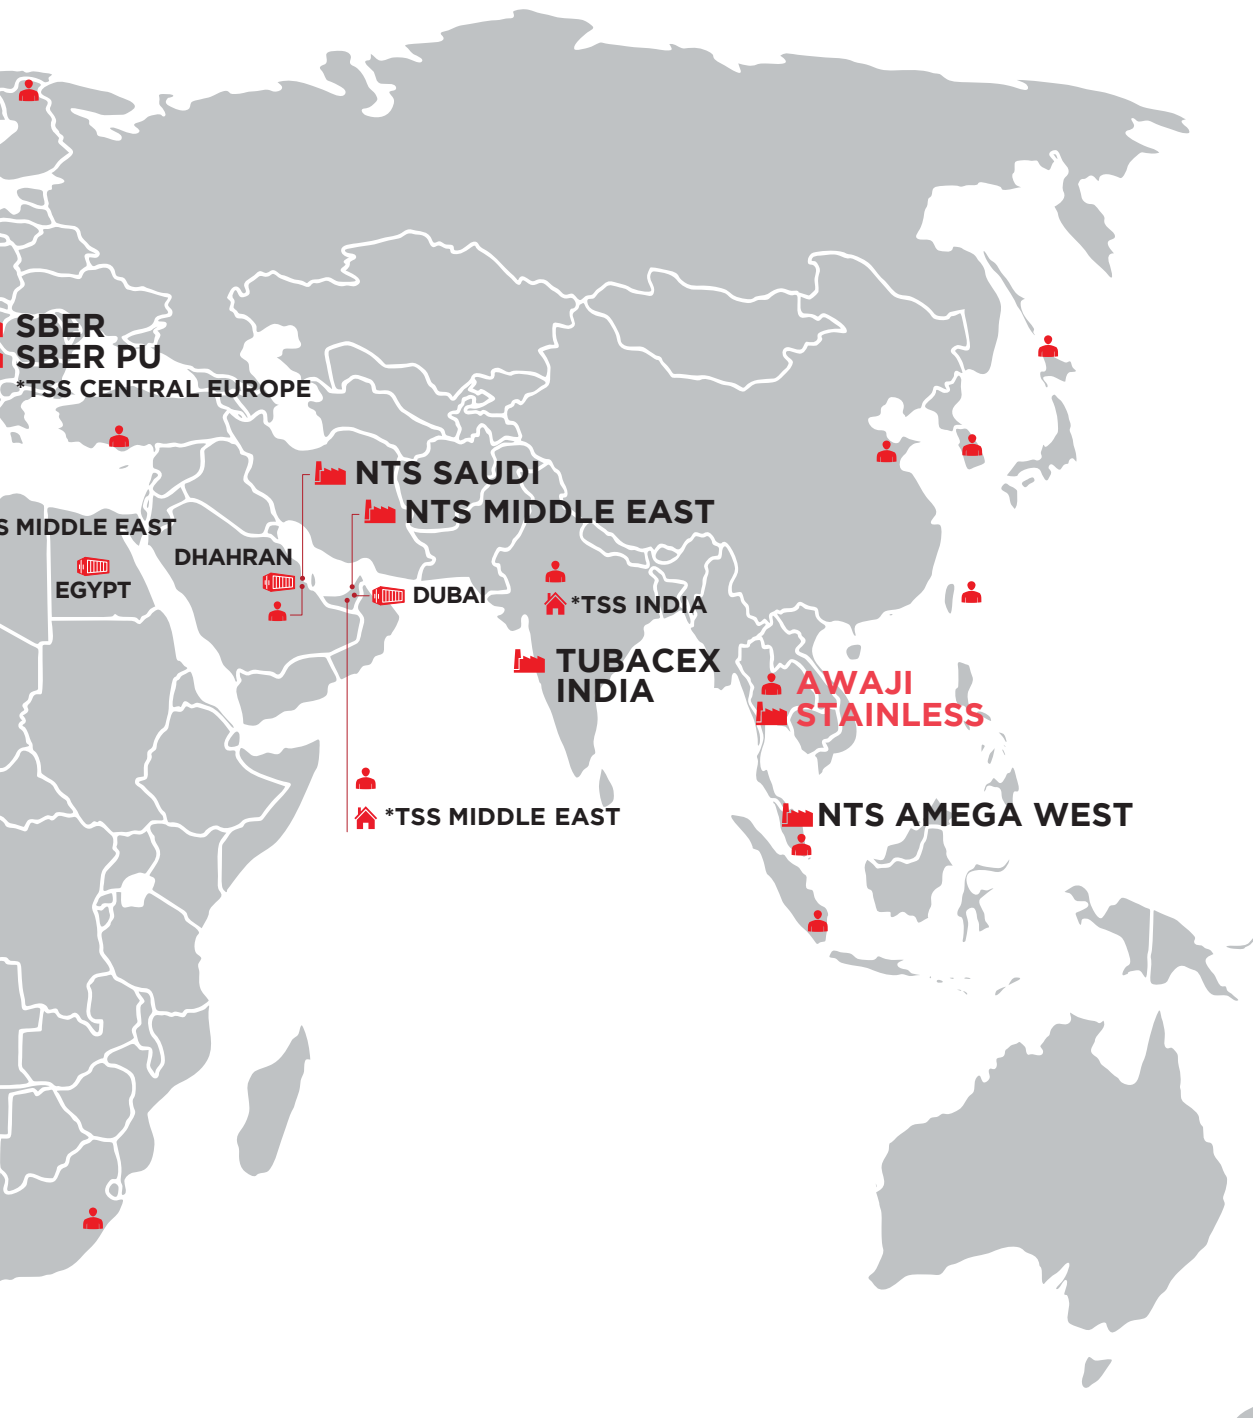 SBER
SBER PU
*TSS CENTRAL EUROPE
NTS SAUDI
NTS MIDDLE EAST
S MIDDLE EAST
DHAHRAN
EGYPT
DUBAI
*TSS INDIA
TUBACEX
INDIA
AWAJI
STAINLESS
*TSS MIDDLE EAST
NTS AMEGA WEST